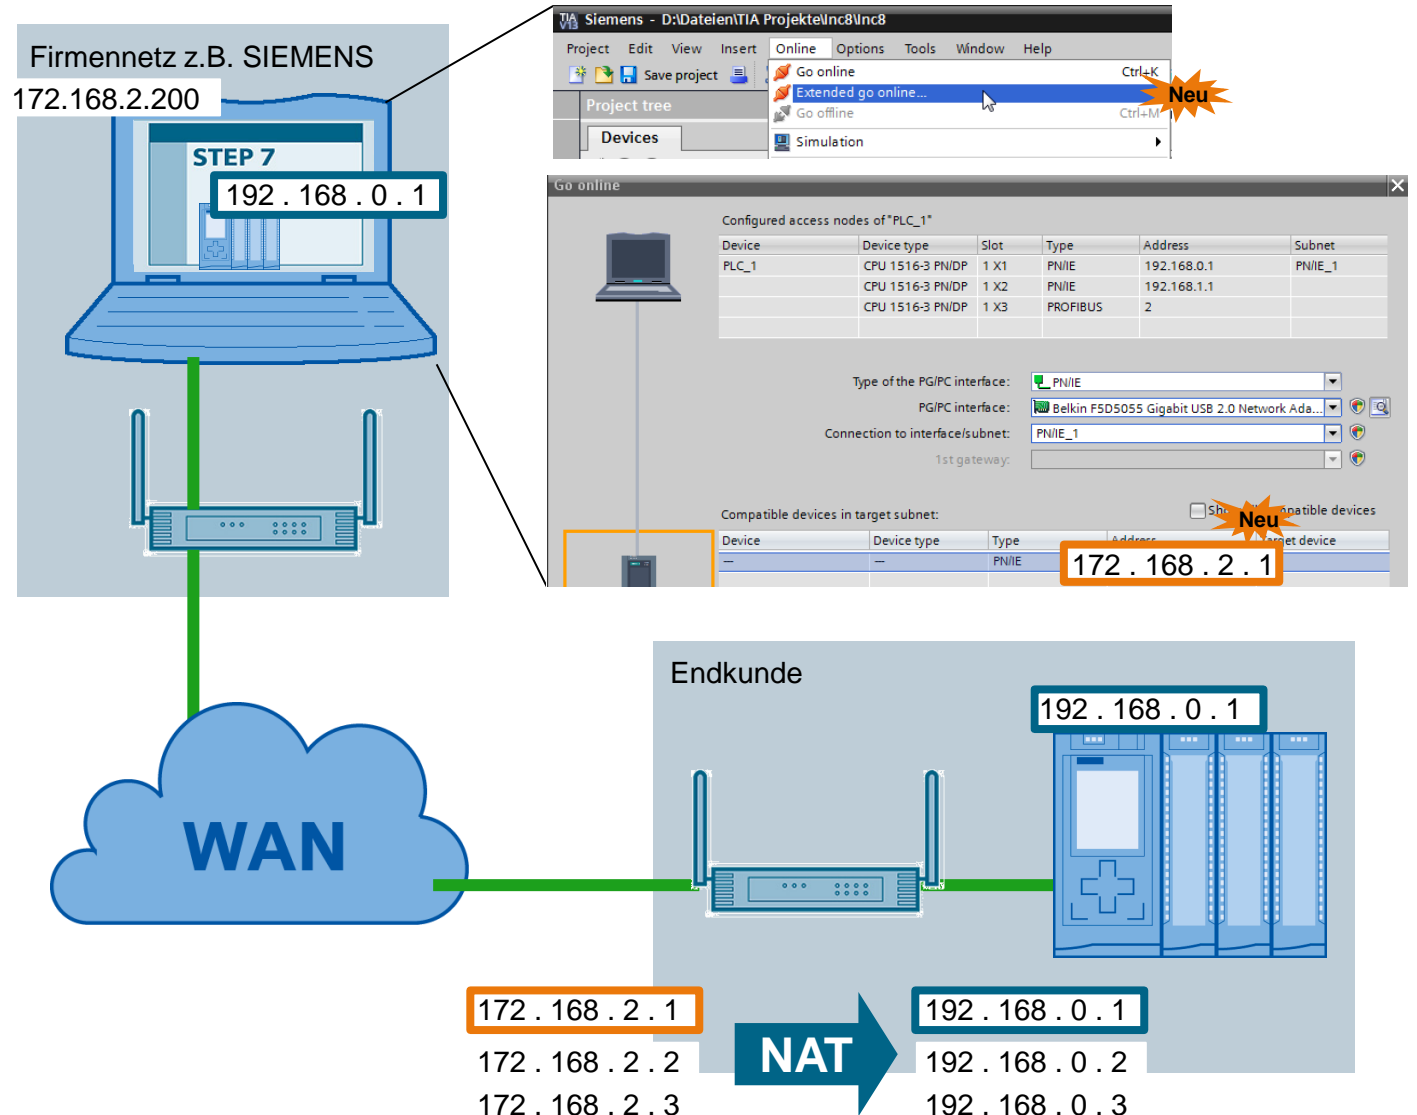 Firmennetz z.B. SIEMENS
172.168.2.200
STEP 7
192 . 168 . 0 . 1
TIA V13 Siemens - D:\Dateien\TIA Projekte\Inc8\Inc8
Project Edit View Insert Online Options Tools Window Help
Save project
Go online Ctrl+K
Extended go online...
Neu
Project tree
Go offline Ctrl+M
Devices
Simulation
Go online
Configured access nodes of "PLC_1"
Device Device type Slot Type Address Subnet
PLC_1 CPU 1516-3 PN/DP 1 X1 PN/IE 192.168.0.1 PN/IE_1
CPU 1516-3 PN/DP 1 X2 PN/IE 192.168.1.1
CPU 1516-3 PN/DP 1 X3 PROFIBUS 2
Type of the PG/PC interface: PN/IE
PG/PC interface: Belkin F5D5055 Gigabit USB 2.0 Network Ada...
Connection to interface/subnet: PN/IE_1
1st gateway:
Compatible devices in target subnet:
devices
Neu
Device Device type Type device
— — PN/IE
172 . 168 . 2 . 1
WAN
Endkunde
192 . 168 . 0 . 1
172 . 168 . 2 . 1
192 . 168 . 0 . 1
NAT
172 . 168 . 2 . 2
192 . 168 . 0 . 2
172 . 168 . 2 . 3
192 . 168 . 0 . 3